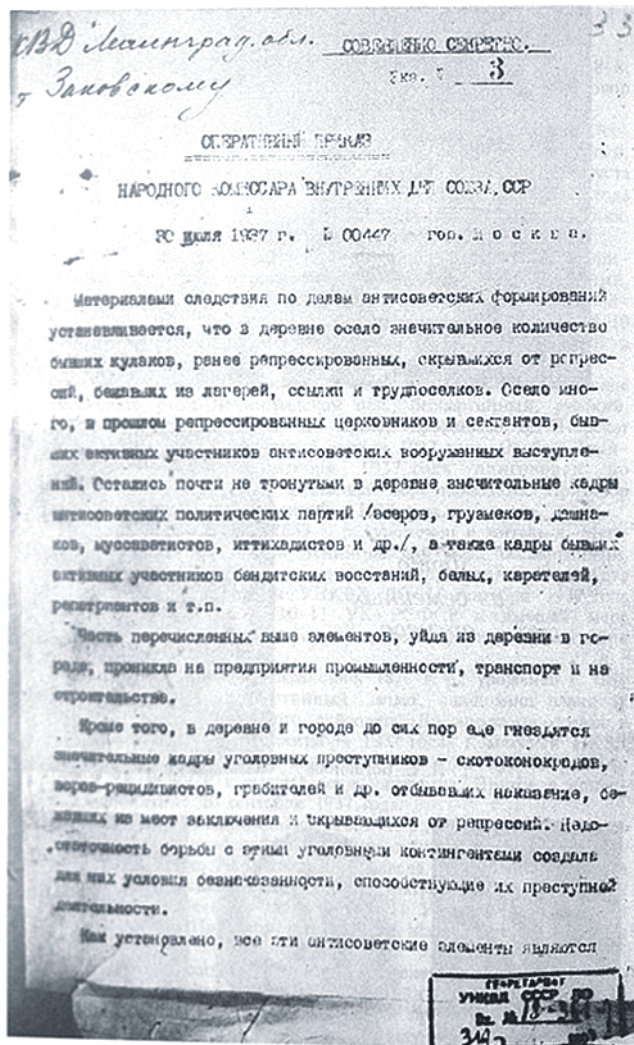 НКВД Ленинград. обл.
СОВЕРШЕННО СЕКРЕТНО.
33
т Заковскому
Экз. № 3
ОПЕРАТИВНЫЙ ПРИКАЗ
НАРОДНОГО КОМИССАРА ВНУТРЕННИХ ДЕЛ СОЮЗА ССР
30 июля 1937 г. № 00447 гор. М о с к в а.
Материалами следствия по делам антисоветских формирований
устанавливается, что в деревне осело значительное количество
бывших кулаков, ранее репрессированных, скрывшихся от репрес-
сий, бежавших из лагерей, ссылки и трудпоселков. Осело мно-
го, в прошлом репрессированных церковников и сектантов, быв-
ших активных участников антисоветских вооруженных выступле-
ний. Остались почти не тронутыми в деревне значительные кадры
антисоветских политических партий /эсеров, грузмеков, дашна-
ков, муссаватистов, иттихадистов и др./, а также кадры бывших
активных участников бандитских восстаний, белых, карателей,
репатриантов и т.п.
Часть перечисленных выше элементов, уйдя из деревни в го-
рода, проникла на предприятия промышленности, транспорт и на
строительства.
Кроме того, в деревне и городе до сих пор еще гнездятся
значительные кадры уголовных преступников - скотоконокрадов,
воров-рецидивистов, грабителей и др. отбывавших наказание, бе-
жавших из мест заключения и скрывающихся от репрессий. Недо-
статочность борьбы с этими уголовными контингентами создала
для них условия безнаказанности, способствующие их преступной
деятельности.
Как установлено, все эти антисоветские элементы являются
СЕКРЕТАРИАТ
УНКВД СССР ПО
Вх. №